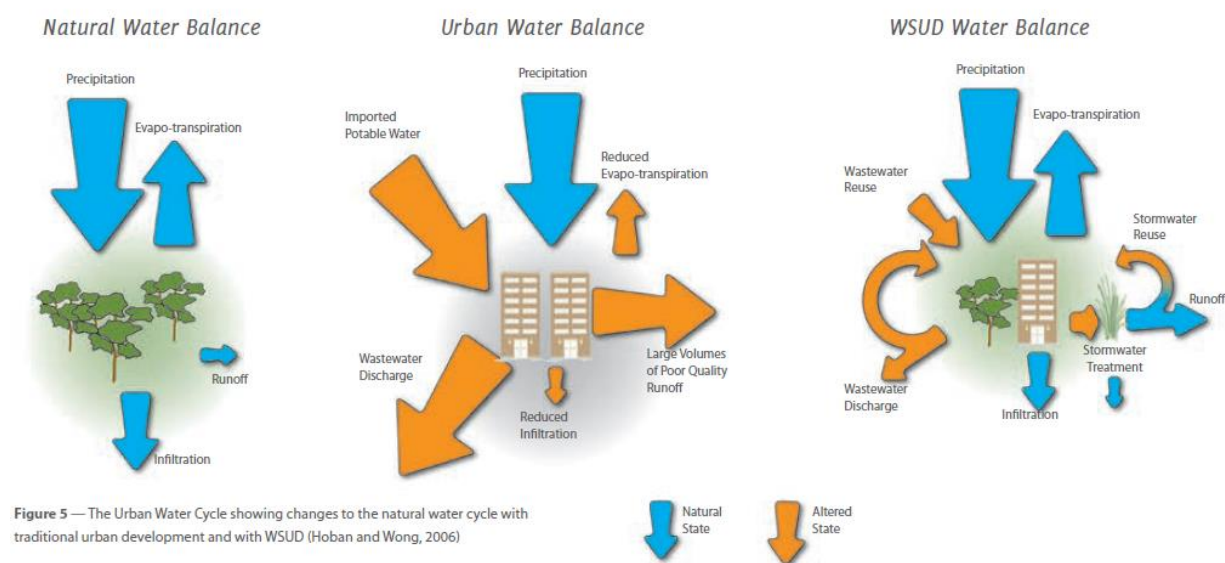 Natural Water Balance
Precipitation
Evapo-transpiration
Runoff
Infiltration
Urban Water Balance
Precipitation
Imported
Potable Water
Reduced
Evapo-transpiration
Wastewater
Discharge
Large Volumes
of Poor Quality
Runoff
Reduced
Infiltration
WSUD Water Balance
Precipitation
Evapo-transpiration
Wastewater
Reuse
Stormwater
Reuse
Runoff
Stormwater
Treatment
Wastewater
Discharge
Infiltration
Figure 5 — The Urban Water Cycle showing changes to the natural water cycle with
traditional urban development and with WSUD (Hoban and Wong, 2006)
Natural
State
Altered
State